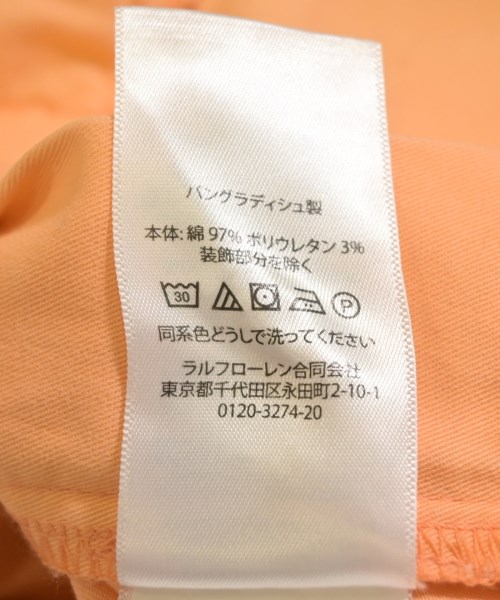 バングラディシュ製
本体: 綿 97% ポリウレタン 3%
装飾部分を除く
30 P
同系色どうしで洗ってください
ラルフローレン合同会社
東京都千代田区永田町2-10-1
0120-3274-20